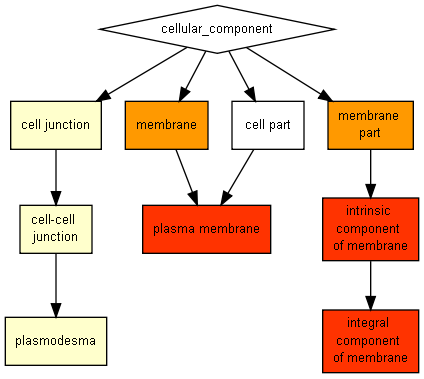 cellular_component
cell junction
membrane
cell part
membrane
part
cell-cell
junction
plasma membrane
intrinsic
component
of membrane
plasmodesma
integral
component
of membrane